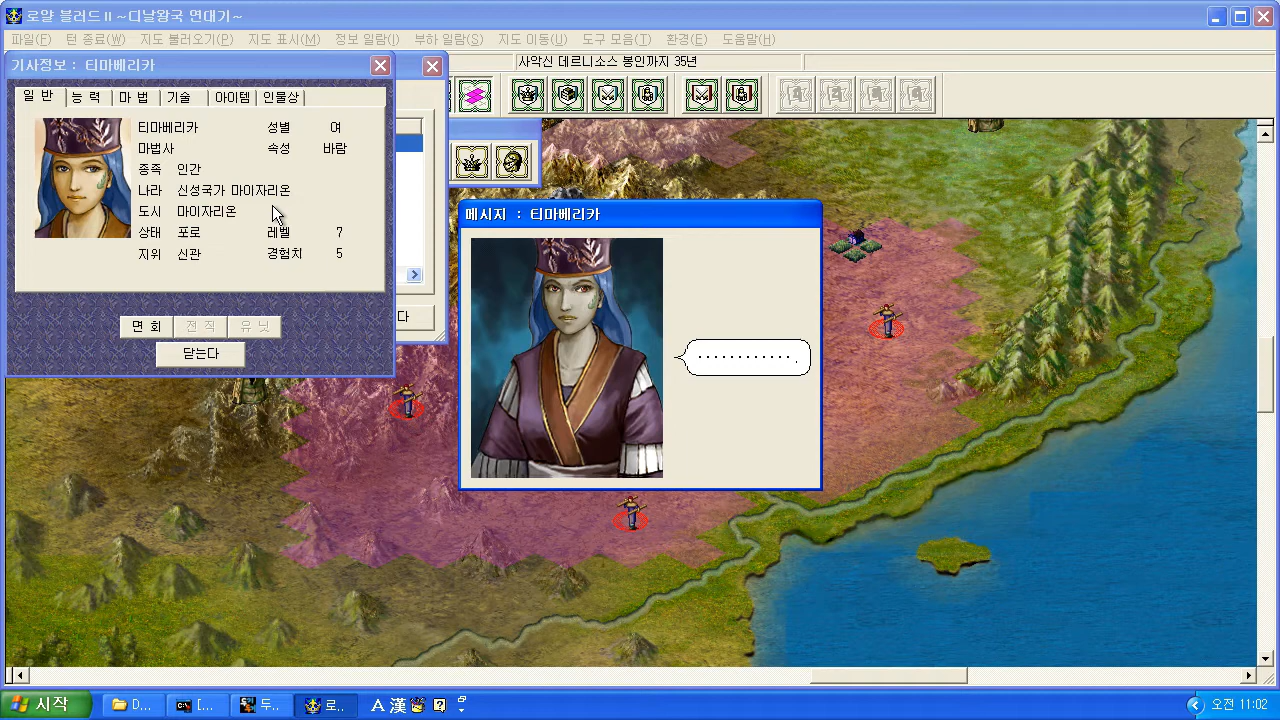 로얄 블러드Ⅱ~디날왕국 연대기~
파일(F) 턴 종료(W) 지도 불러오기(P) 지도 표시(M) 정보 일람(I) 부하 일람(S) 지도 이동(U) 도구 모음(T) 환경(E) 도움말(H)
사악신 데르니소스 봉인까지 35년
기사정보 : 티마베리카
일 반 능 력 마 법 기술 아이템 인물상
티마베리카 성별 여
마법사 속성 바람
종족 인간
나라 신성국가 마이자리온
도시 마이자리온
상태 포로 레벨 7
지위 신관 경험치 5
면 회 전 직 유 닛
닫는다
다
메시지 : 티마베리카
············.
시작 D... [... 두.. 로.. A 漢 오전 11:02